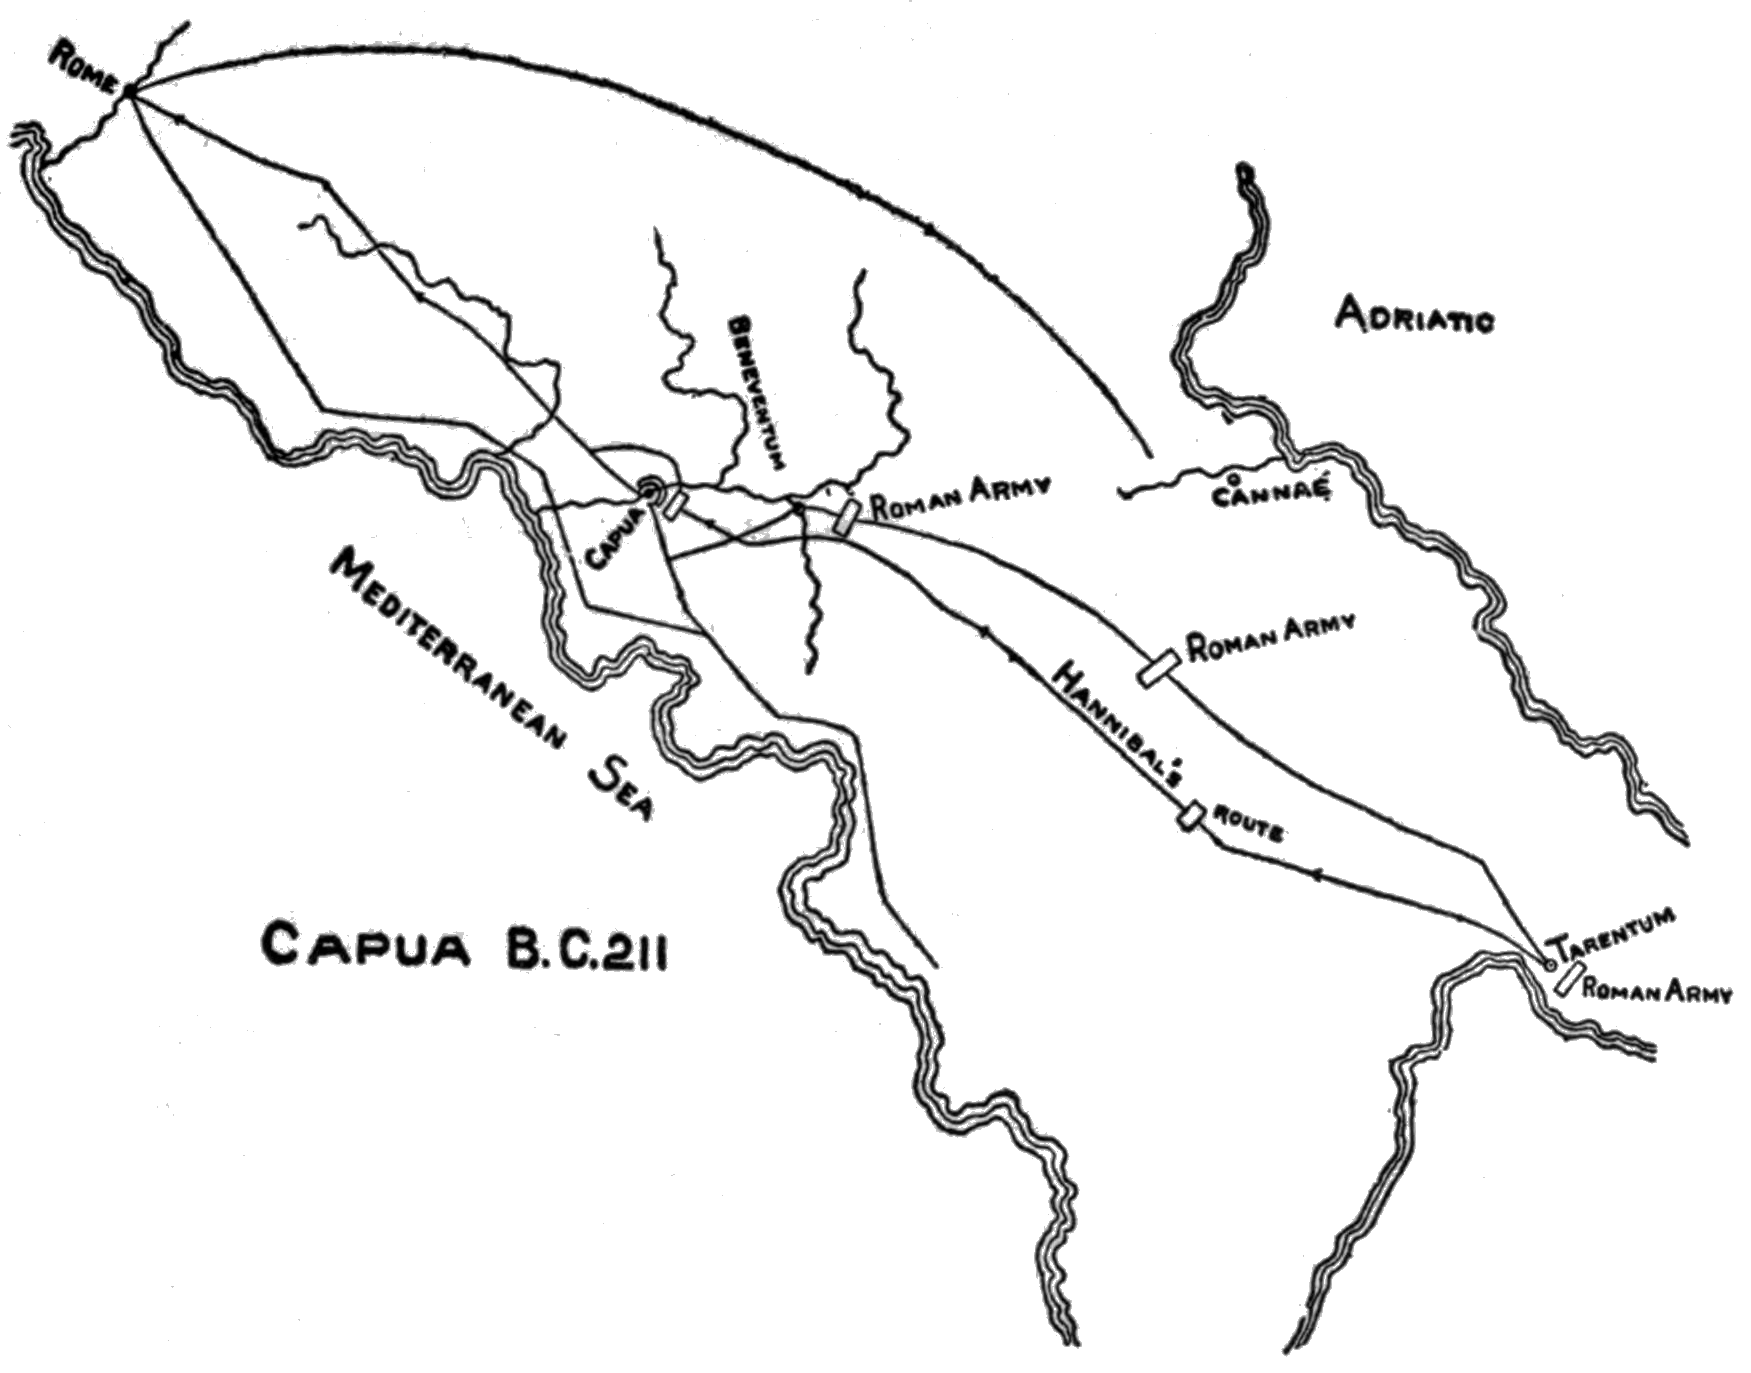 ROME
ADRIATIC
BENEVENTUM
ROMAN ARMY
CANNAE
CAPUA
MEDITERRANEAN SEA
ROMAN ARMY
HANNIBAL'S ROUTE
TARENTUM
ROMAN ARMY
CAPUA B.C.211